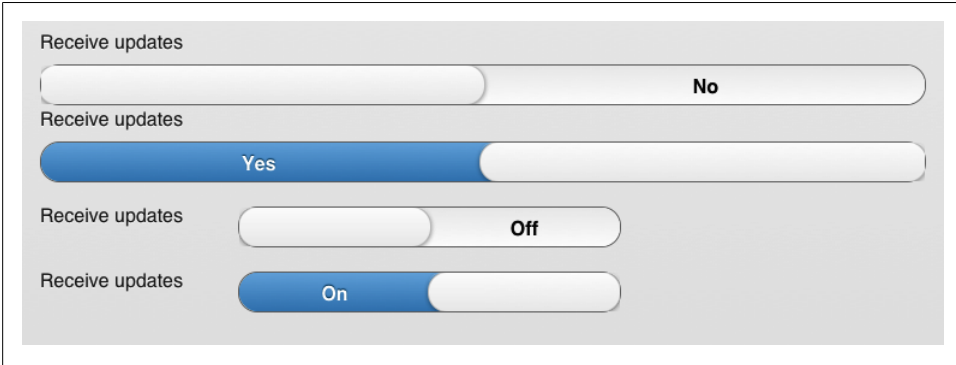 Receive updates
No
Receive updates
Yes
Receive updates
Off
Receive updates
On